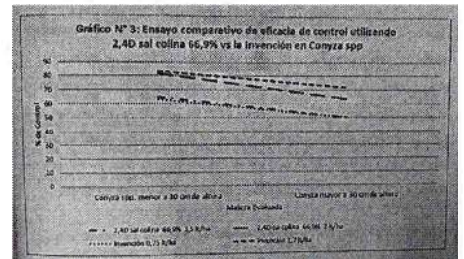 Gráfico N° 3: Ensayo comparativo de eficacia de control utilizando
2,4D sal colina 66,9% vs la Invención en Conyza spp
% de Control
90
80
70
60
50
40
30
20
10
0
Conyza spp. menor a 30 cm de altura
Conyza mayor a 30 cm de altura
Maleza Evaluada
2,4D sal colina 66,9% 1,5 lt/ha
2,4D sal colina 66,9% lt/ha
Invención 0,75 lt/ha
Invención lt/ha